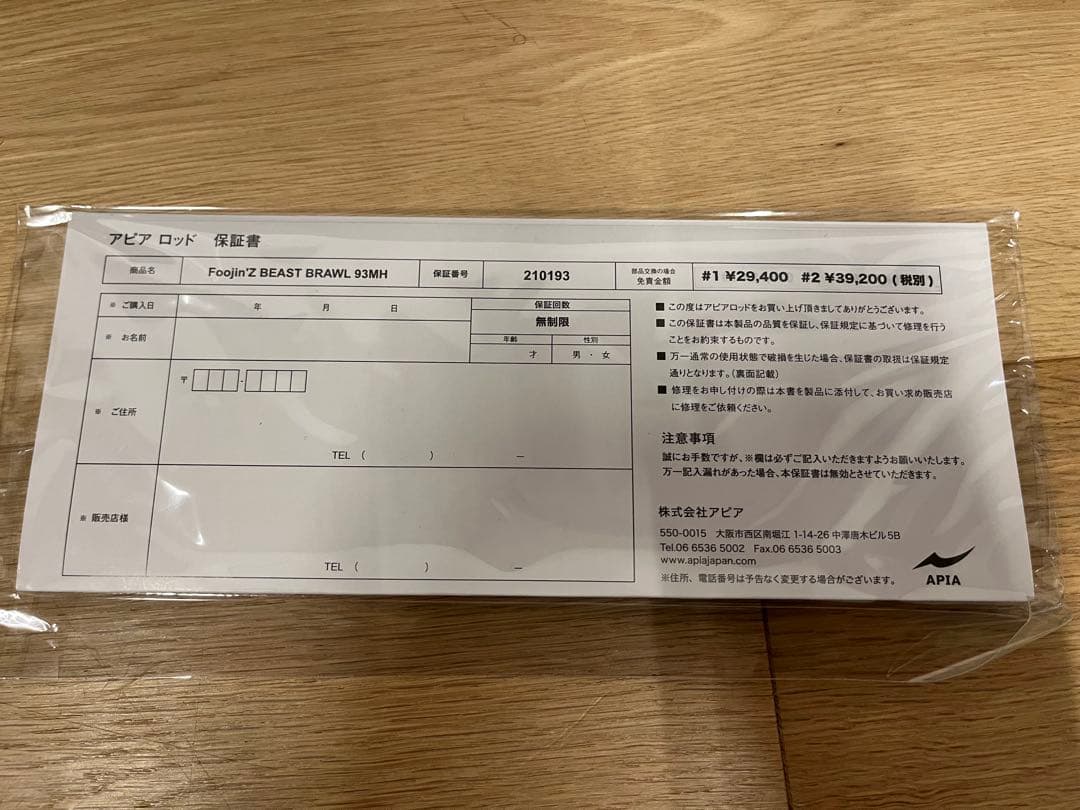 アピア ロッド 保証書
商品名 Foojin'Z BEAST BRAWL 93MH 保証番号 210193 部品交換の場合 免責金額 #1 ¥29,400 #2 ¥39,200 (税別)
※ ご購入日 年 月 日
保証回数
無制限
※ お名前
年齢 性別
才 男・女
※ ご住所
〒 -
TEL ( ) ー
※ 販売店様
TEL ( ) ー
■ この度はアピアロッドをお買い上げ頂きましてありがとうございます。
■ この保証書は本製品の品質を保証し、保証規定に基づいて修理を行う
ことをお約束するものです。
■ 万一通常の使用状態で破損を生じた場合、保証書の取扱は保証規定
通りとなります。(裏面記載)
■ 修理をお申し付けの際は本書を製品に添付して、お買い求め販売店
に修理をご依頼ください。
注意事項
誠にお手数ですが、※欄は必ずご記入いただきますようお願いいたします。
万一記入漏れがあった場合、本保証書は無効とさせていただきます。
株式会社アピア
550-0015 大阪市西区南堀江 1-14-26 中澤唐木ビル5B
Tel.06 6536 5002 Fax.06 6536 5003
www.apiajapan.com
※住所、電話番号は予告なく変更する場合がございます。
APIA